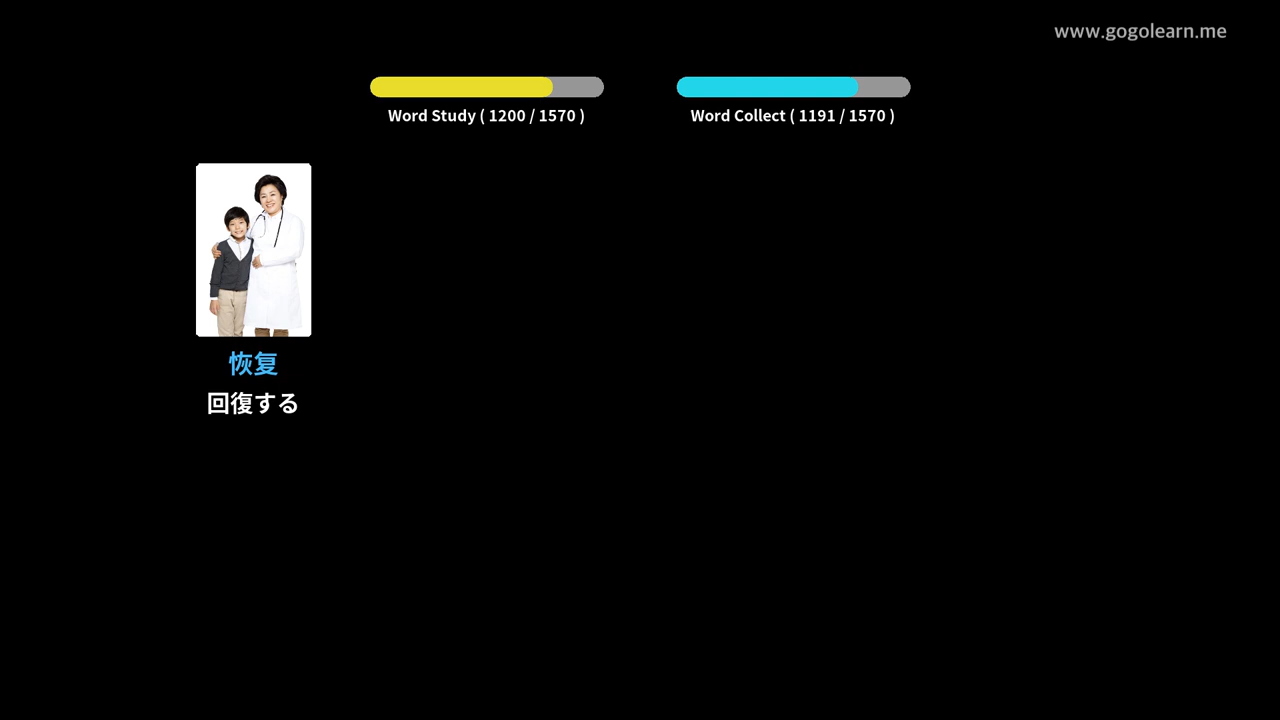 www.gogolearn.me
Word Study ( 1200 / 1570 )
Word Collect ( 1191 / 1570 )
恢复
回復する